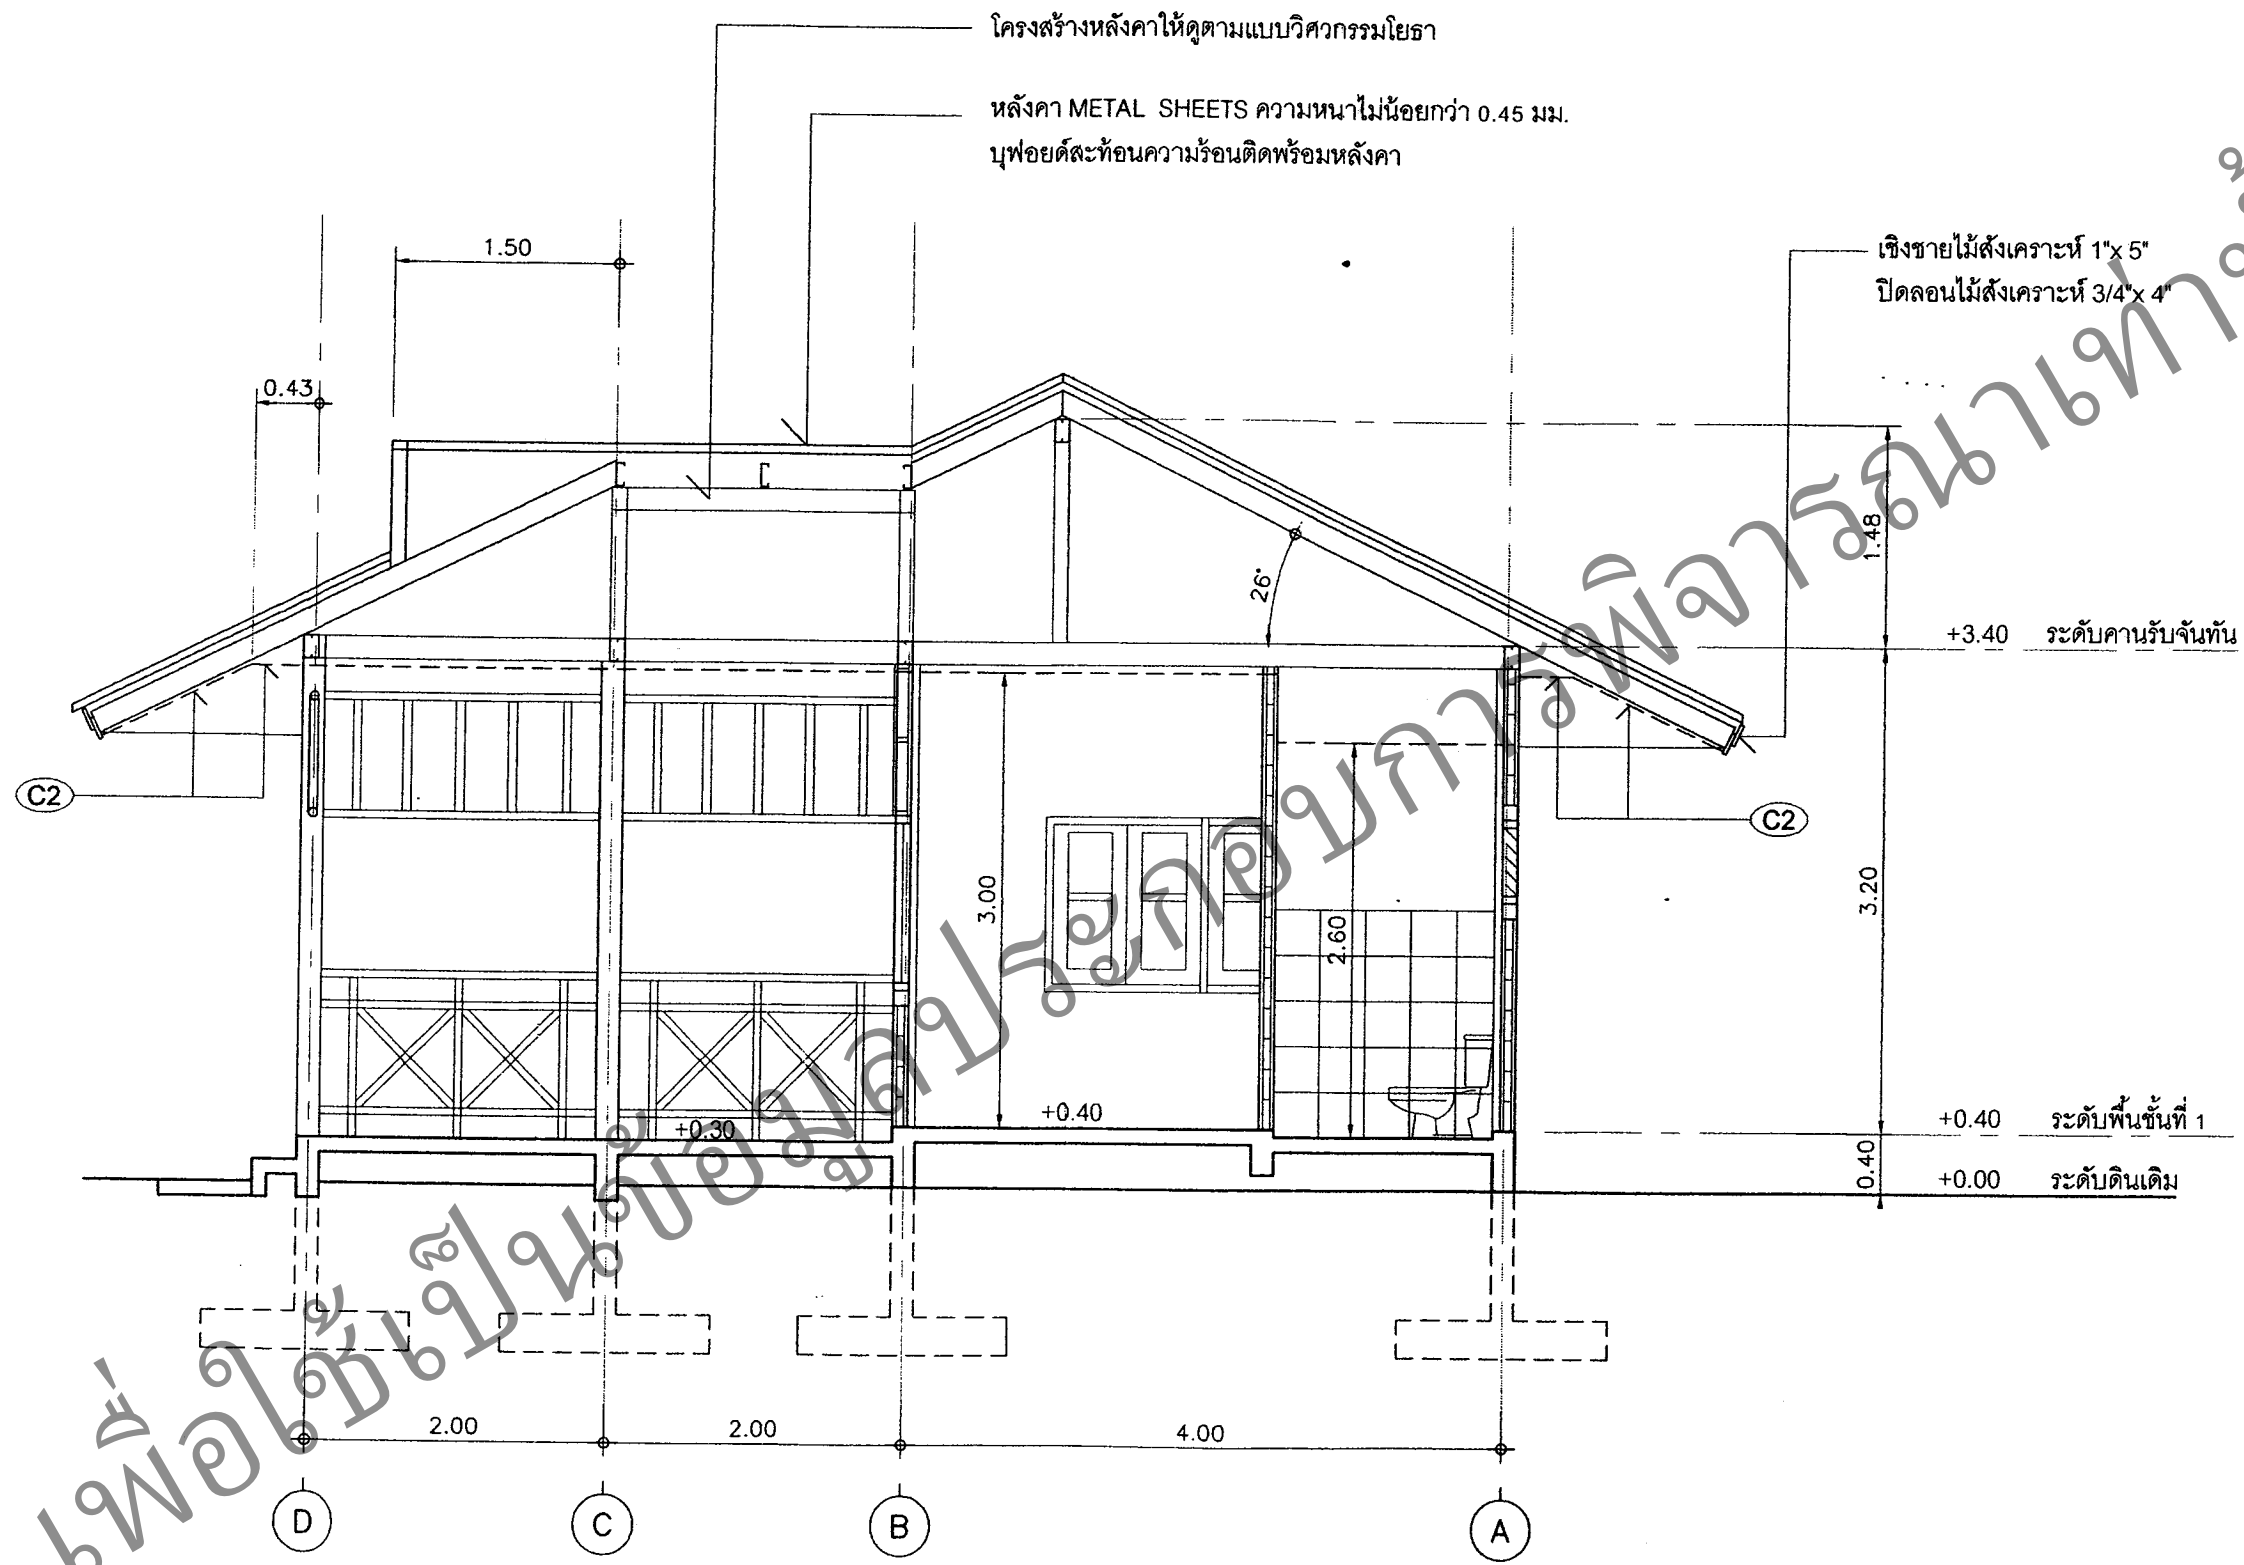 โครงสร้างหลังคาให้ดูตามแบบวิศวกรรมโยธา
หลังคา METAL SHEETS ความหนาไม่น้อยกว่า 0.45 มม.
บุฟอยด์สะท้อนความร้อนติดพร้อมหลังคา
เชิงชายไม้สังเคราะห์ 1"x 5"
ปิดลอนไม้สังเคราะห์ 3/4"x 4"
1.50
0.43
26°
1.48
+3.40 ระดับคานรับจันทัน
C2
C2
3.00
2.60
3.20
+0.30
+0.40
+0.40 ระดับพื้นชั้นที่ 1
0.40
+0.00 ระดับดินเดิม
2.00
2.00
4.00
D
C
B
A
เพื่อใช้เป็นข้อมูลประกอบการพิจารณาเท่า